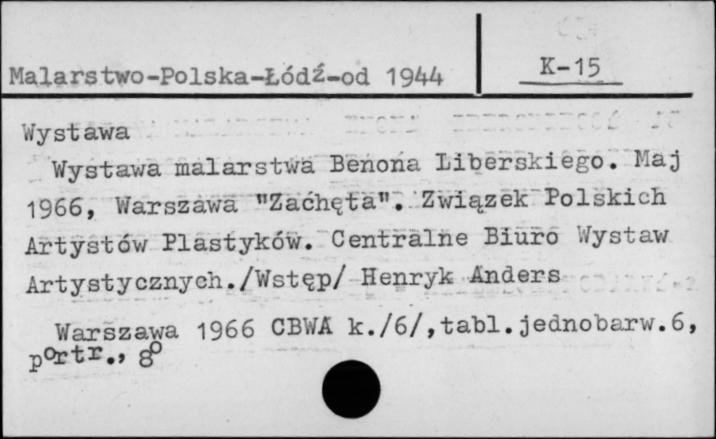 Malarstwo-Polska-Łódź-od 1944
K-15
Wystawa
Wystawa malarstwa Benona Liberskiego. Maj
1966, Warszawa "Zachęta". Związek Polskich
Artystów Plastyków. Centralne Biuro Wystaw
Artystycznych./Wstęp/ Henryk Anders
Warszawa 1966 CBWA k./6/,tabl.jednobarw.6,
portr., 8⁰